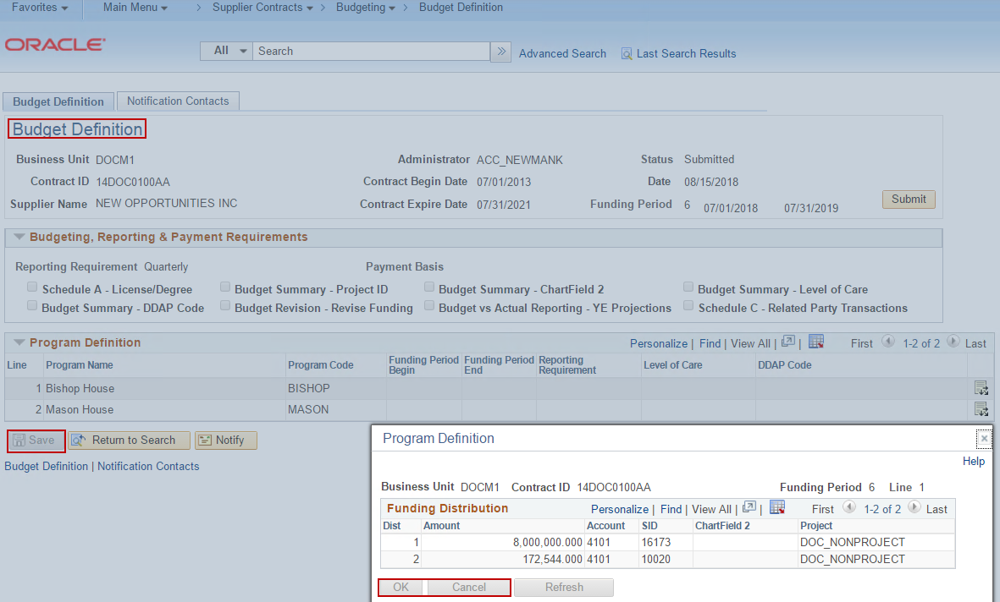 Favorites Main Menu > Supplier Contracts > Budgeting > Budget Definition
ORACLE
All Search Advanced Search Last Search Results
Budget Definition Notification Contacts
Budget Definition
Business Unit DOCM1 Administrator ACC_NEWMANK Status Submitted
Contract ID 14DOC0100AA Contract Begin Date 07/01/2013 Date 08/15/2018
Supplier Name NEW OPPORTUNITIES INC Contract Expire Date 07/31/2021 Funding Period 6 07/01/2018 07/31/2019 Submit
Budgeting, Reporting & Payment Requirements
Reporting Requirement Quarterly Payment Basis
Schedule A - License/Degree Budget Summary - Project ID Budget Summary - ChartField 2 Budget Summary - Level of Care
Budget Summary - DDAP Code Budget Revision - Revise Funding Budget vs Actual Reporting - YE Projections Schedule C - Related Party Transactions
Program Definition Personalize | Find | View All | | First 1-2 of 2 Last
Line Program Name Program Code Funding Period Begin Funding Period End Reporting Requirement Level of Care DDAP Code
1 Bishop House BISHOP
2 Mason House MASON
Save Return to Search Notify
Budget Definition | Notification Contacts
Program Definition
Help
Business Unit DOCM1 Contract ID 14DOC0100AA Funding Period 6 Line 1
Funding Distribution Personalize | Find | View All | | First 1-2 of 2 Last
Dist Amount Account SID ChartField 2 Project
1 8,000,000.000 4101 16173 DOC_NONPROJECT
2 172,544.000 4101 10020 DOC_NONPROJECT
OK Cancel Refresh